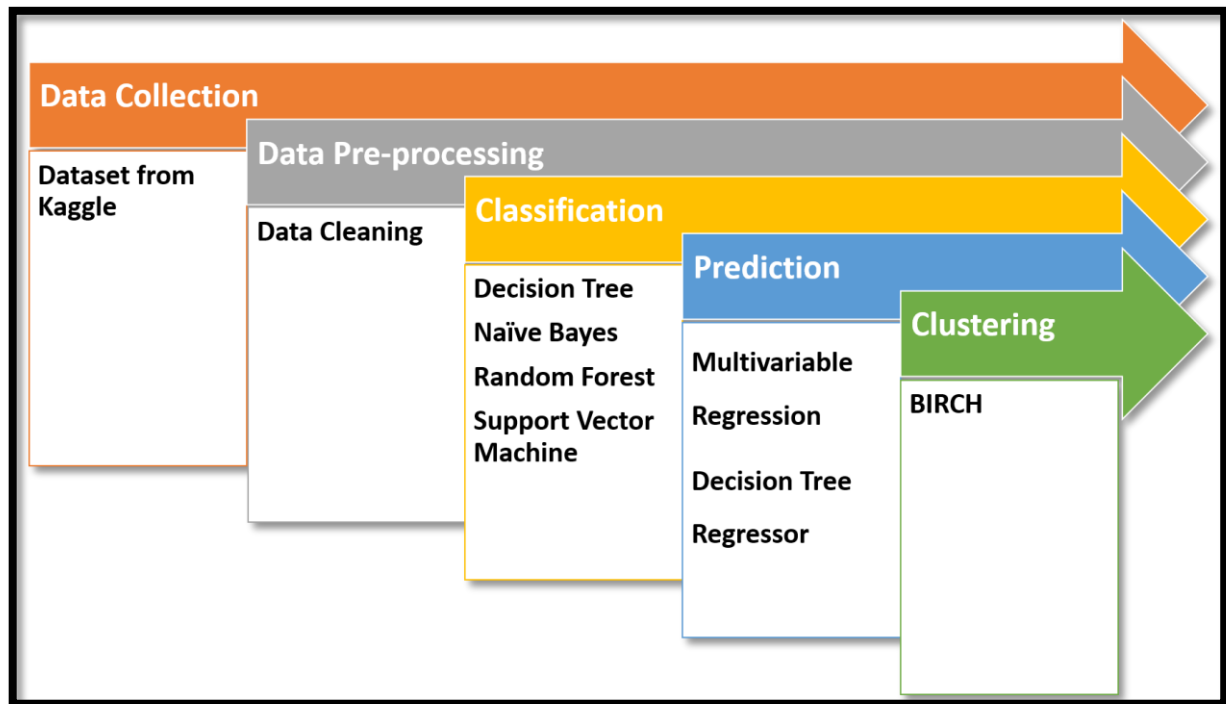 Data Collection
Dataset from
Kaggle
Data Pre-processing
Data Cleaning
Classification
Decision Tree
Naïve Bayes
Random Forest
Support Vector
Machine
Prediction
Multivariable
Regression
Decision Tree
Regressor
Clustering
BIRCH